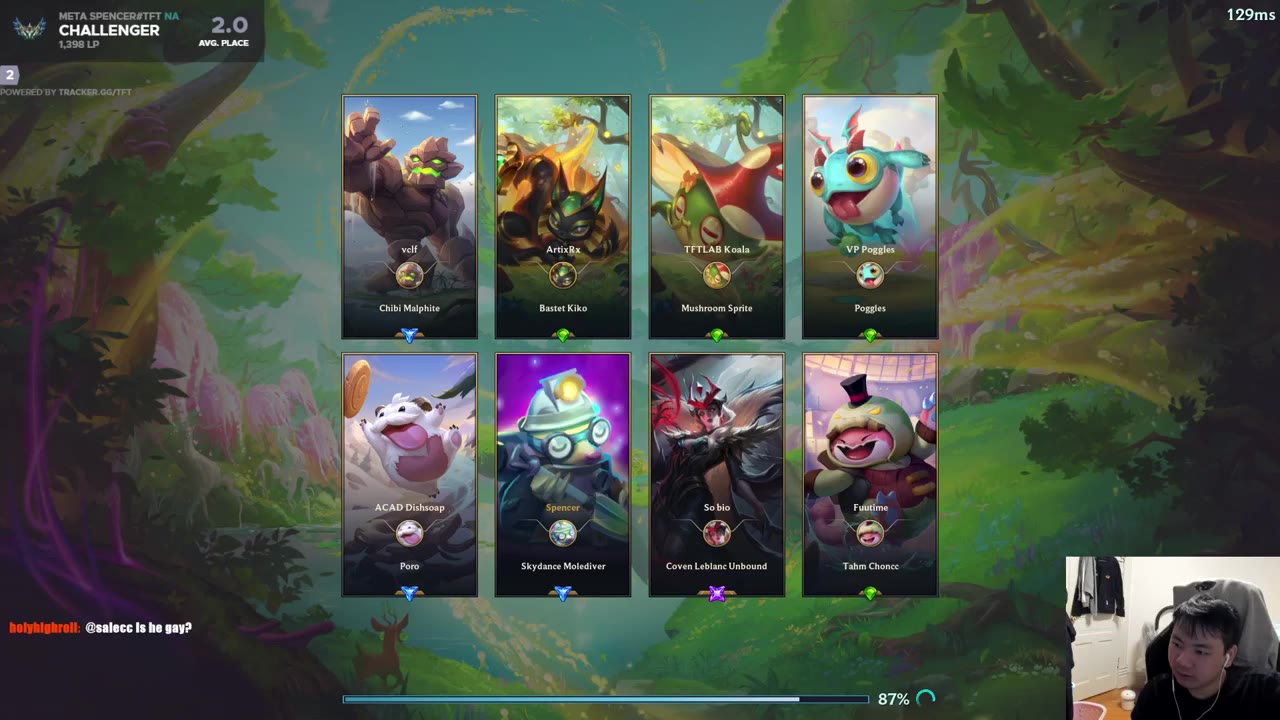 META SPENCER#TFT NA
CHALLENGER
1,398 LP
2.0
AVG. PLACE
129ms
2
POWERED BY TRACKER.GG/TFT
vclf
ArtixRx
TFTLAB Koala
VP Poggles
Chibi Malphite
Bastet Kiko
Mushroom Sprite
Poggles
ACAD Dishsoap
Spencer
So bio
Fuutime
Poro
Skydance Molediver
Coven Leblanc Unbound
Tahm Choncc
holyhighroll: @salecc is he gay?
87%